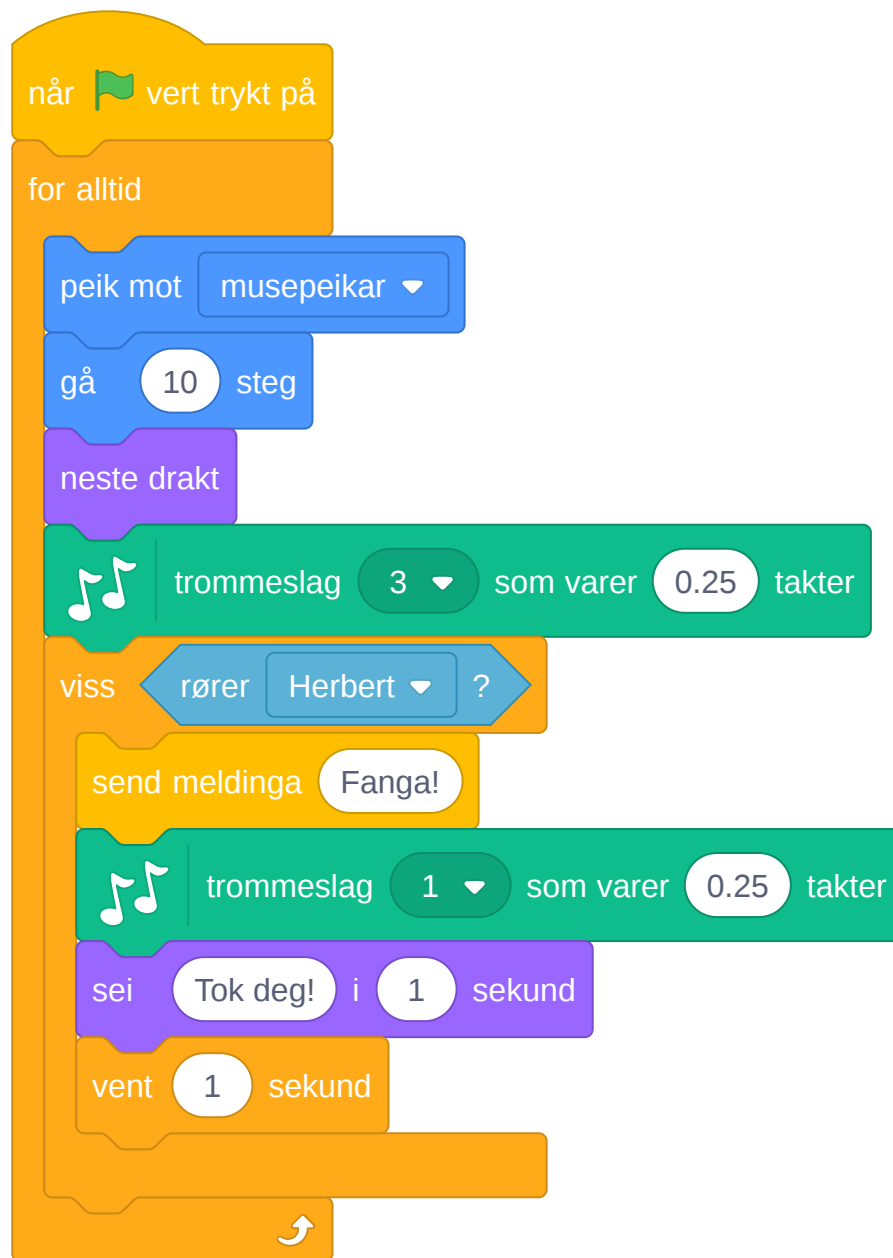 når vert trykt på
for alltid
peik mot musepeikar
gå 10 steg
neste drakt
trommeslag 3 som varer 0.25 takter
viss rører Herbert ?
send meldinga Fanga!
trommeslag 1 som varer 0.25 takter
sei Tok deg! i 1 sekund
vent 1 sekund